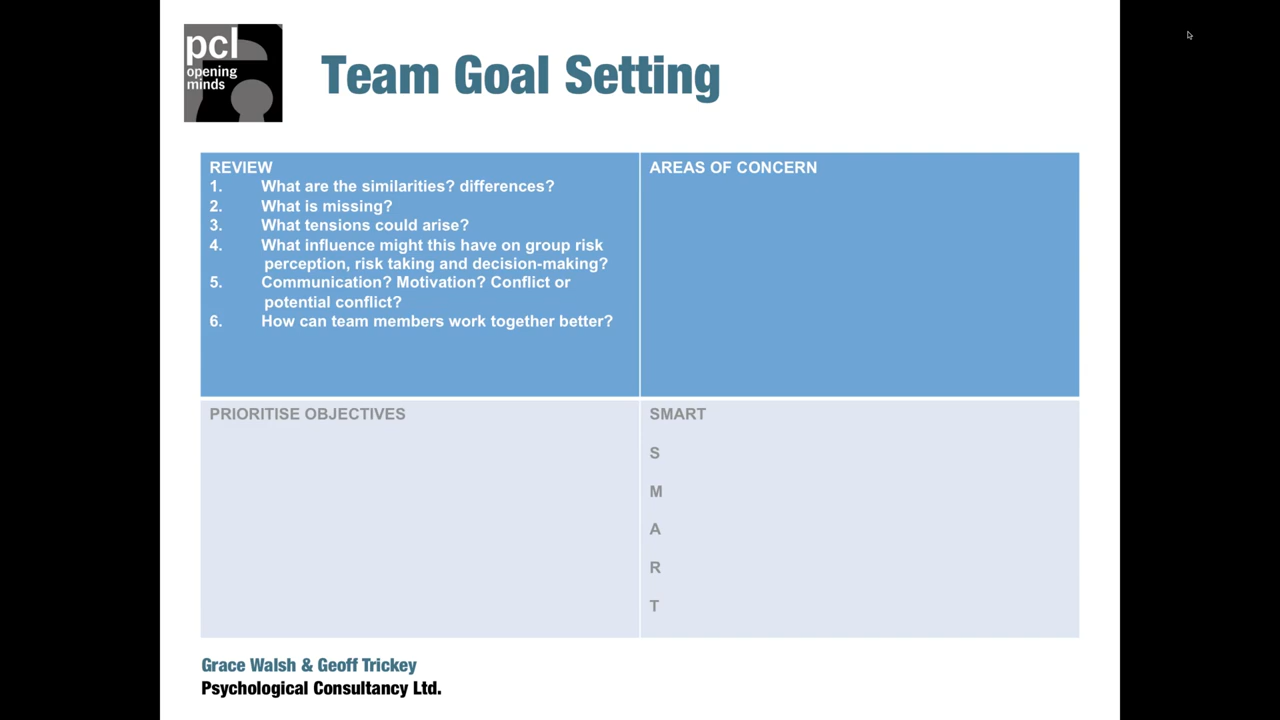 pcl
opening
minds
Team Goal Setting
REVIEW
1. What are the similarities? differences?
2. What is missing?
3. What tensions could arise?
4. What influence might this have on group risk
perception, risk taking and decision-making?
5. Communication? Motivation? Conflict or
potential conflict?
6. How can team members work together better?
AREAS OF CONCERN
PRIORITISE OBJECTIVES
SMART
S
M
A
R
T
Grace Walsh & Geoff Trickey
Psychological Consultancy Ltd.